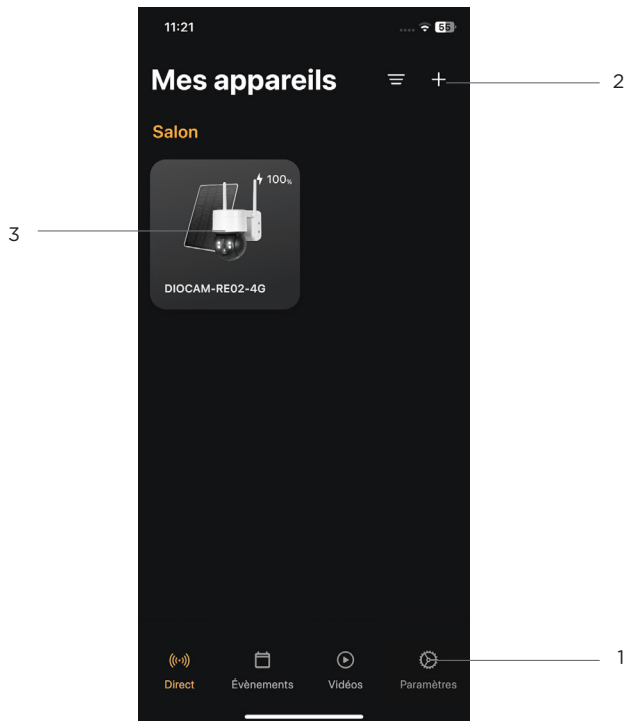 11:21 55
Mes appareils
2
Salon
100%
3
DIOCAM-RE02-4G
1
Direct Évènements Vidéos Paramètres